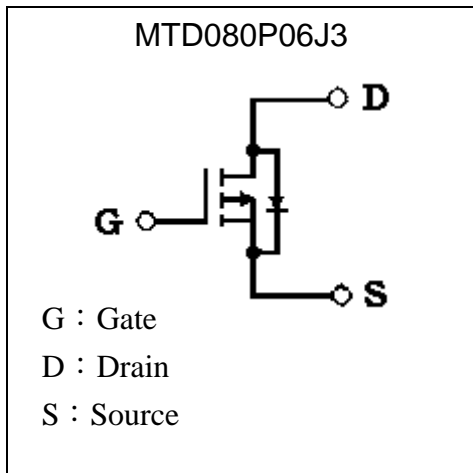 MTD080P06J3
D
G
S
G：Gate
D：Drain
S：Source